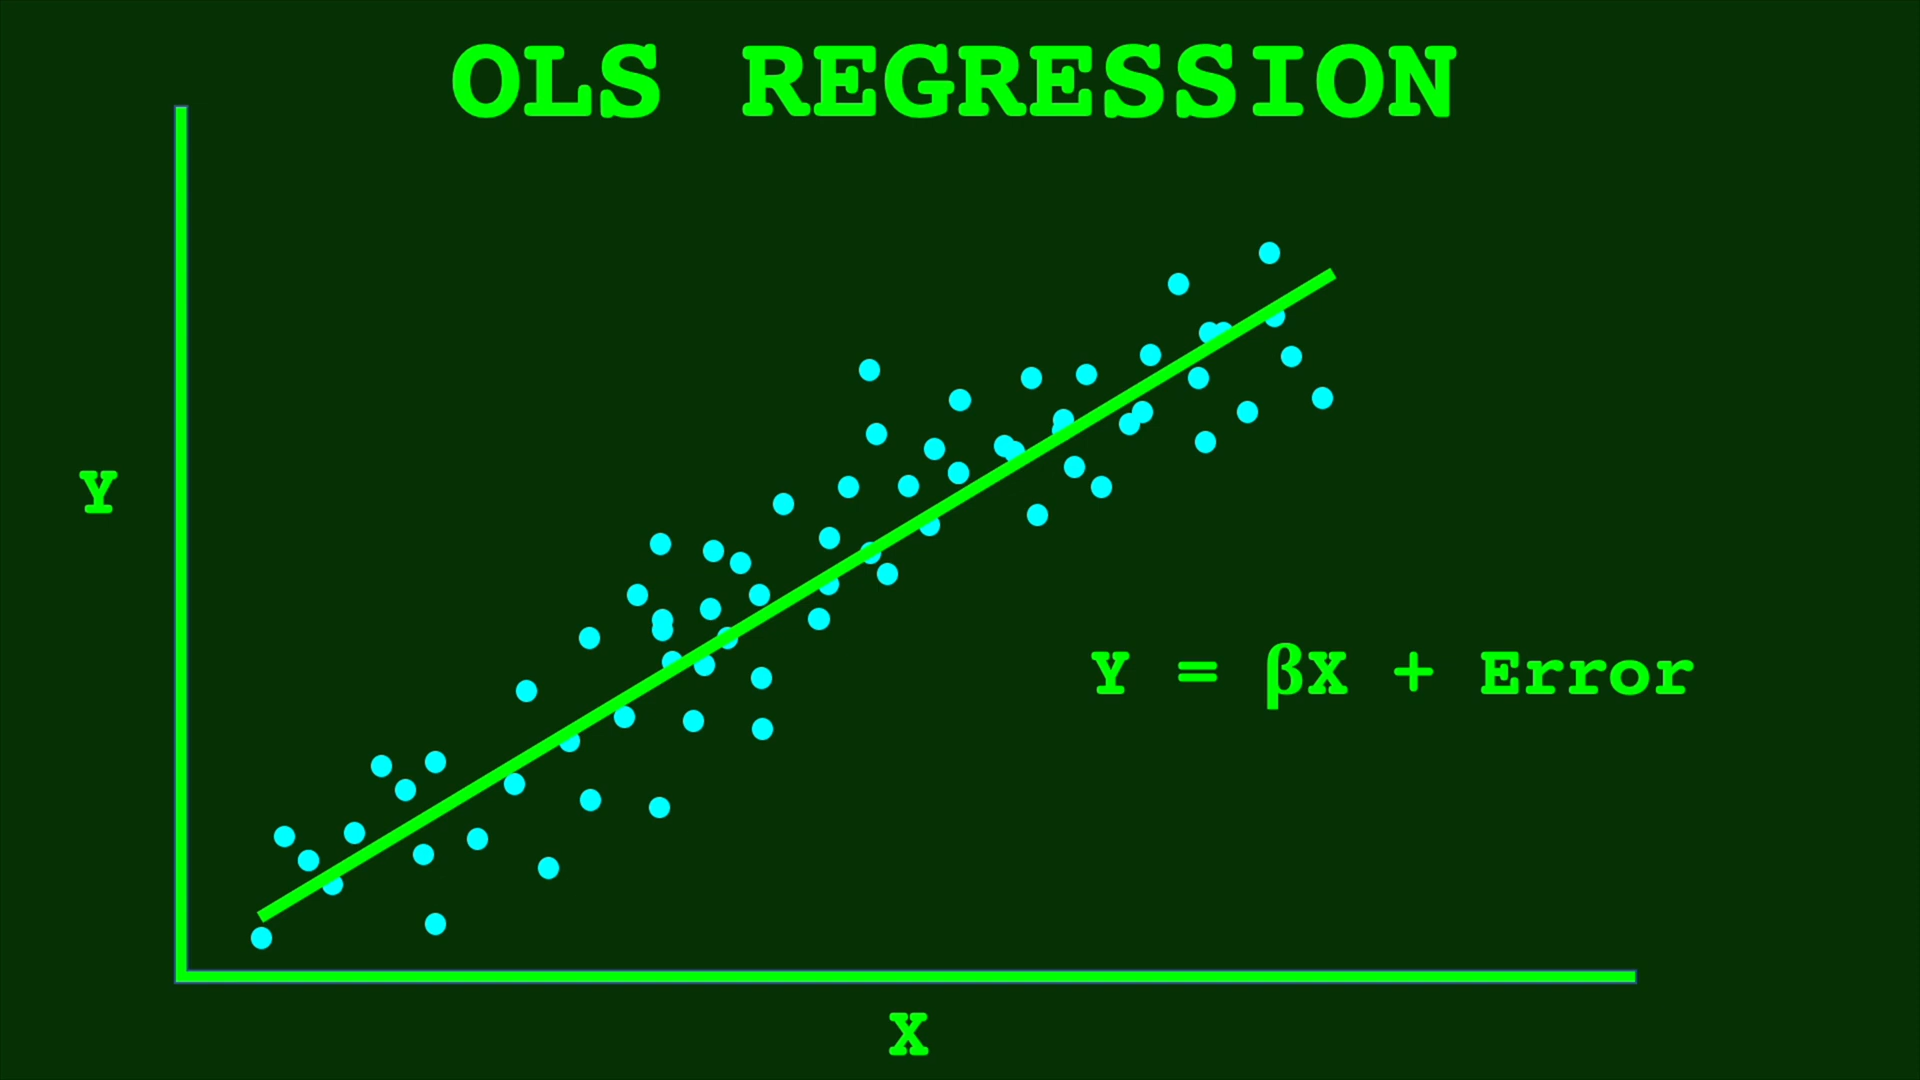 OLS REGRESSION
Y
Y = βX + Error
X